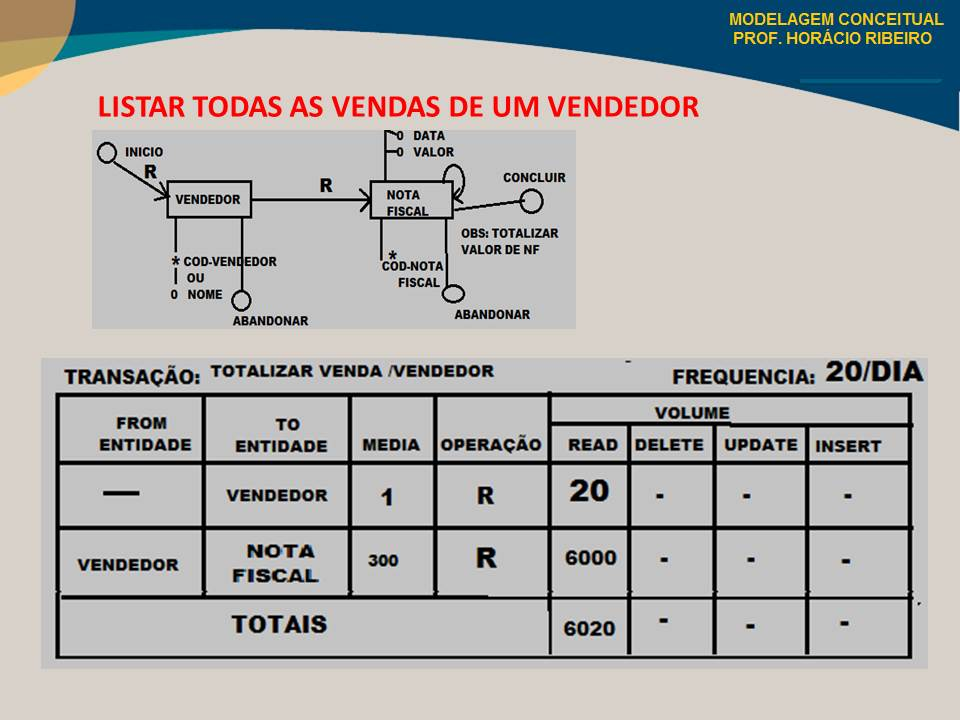 MODELAGEM CONCEITUAL
PROF. HORÁCIO RIBEIRO
LISTAR TODAS AS VENDAS DE UM VENDEDOR
INICIO
R
VENDEDOR
* COD-VENDEDOR
OU
0 NOME
ABANDONAR
R
0 DATA
0 VALOR
NOTA
FISCAL
CONCLUIR
OBS: TOTALIZAR
VALOR DE NF
*
COD-NOTA
FISCAL
ABANDONAR
TRANSAÇÃO: TOTALIZAR VENDA /VENDEDOR FREQUENCIA: 20/DIA
VOLUME
FROM
ENTIDADE
TO
ENTIDADE
MEDIA OPERAÇÃO READ DELETE UPDATE INSERT
— VENDEDOR 1 R 20 - - -
VENDEDOR NOTA
FISCAL 300 R 6000 - - -
TOTAIS 6020 - - -